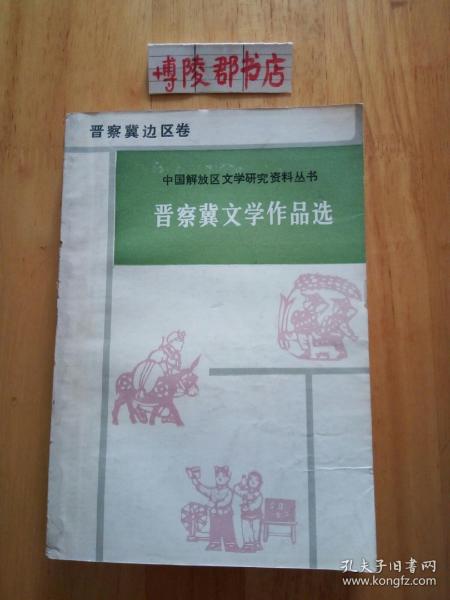 博陵郡书店
晋察冀边区卷
中国解放区文学研究资料丛书
晋察冀文学作品选
孔夫子旧书网
www.kongfz.com